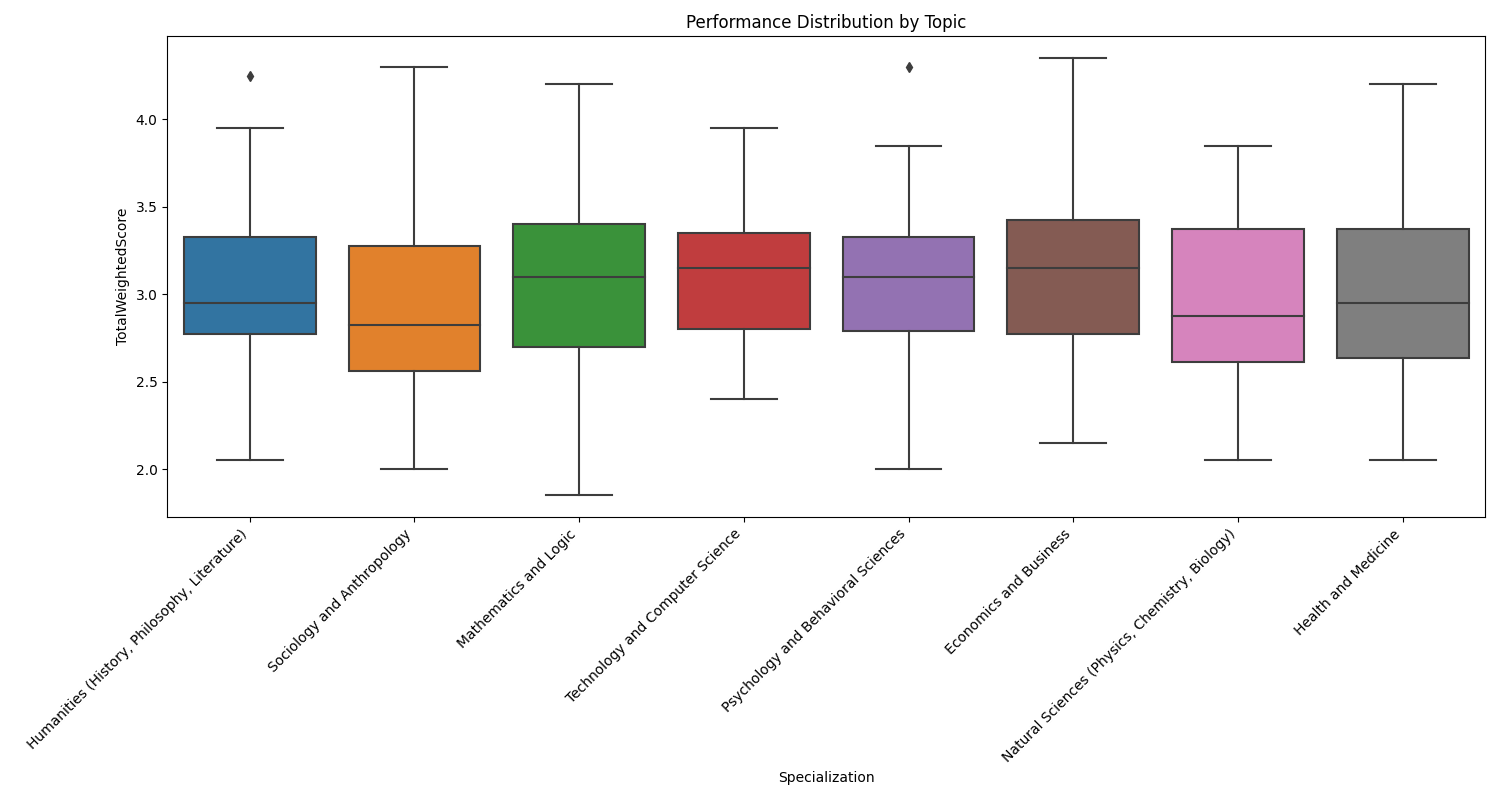 Performance Distribution by Topic
TotalWeightedScore
4.0
3.5
3.0
2.5
2.0
Humanities (History, Philosophy, Literature)
Sociology and Anthropology
Mathematics and Logic
Technology and Computer Science
Psychology and Behavioral Sciences
Economics and Business
Natural Sciences (Physics, Chemistry, Biology)
Health and Medicine
Specialization